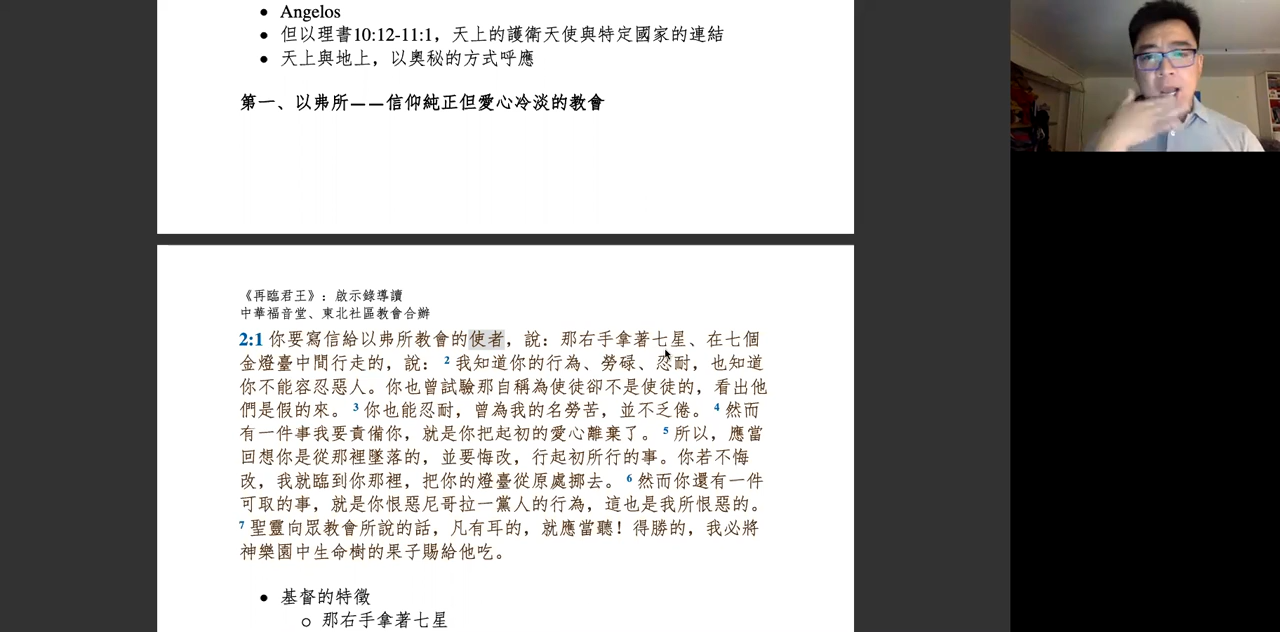 ● Angelos
● 但以理書10:12-11:1，天上的護衛天使與特定國家的連結
● 天上與地上，以奧秘的方式呼應
第一、以弗所——信仰純正但愛心冷淡的教會
《再臨君王》：啟示錄導讀
中華福音堂、東北社區教會合辦
2:1 你要寫信給以弗所教會的使者，說：那右手拿著七星、在七個
金燈臺中間行走的，說： 2 我知道你的行為、勞碌、忍耐，也知道
你不能容忍惡人。你也曾試驗那自稱為使徒卻不是使徒的，看出他
們是假的來。 3 你也能忍耐，曾為我的名勞苦，並不乏倦。 4 然而
有一件事我要責備你，就是你把起初的愛心離棄了。 5 所以，應當
回想你是從那裡墜落的，並要悔改，行起初所行的事。你若不悔
改，我就臨到你那裡，把你的燈臺從原處挪去。 6 然而你還有一件
可取的事，就是你恨惡尼哥拉一黨人的行為，這也是我所恨惡的。
7 聖靈向眾教會所說的話，凡有耳的，就應當聽！得勝的，我必將
神樂園中生命樹的果子賜給他吃。
● 基督的特徵
○ 那右手拿著七星